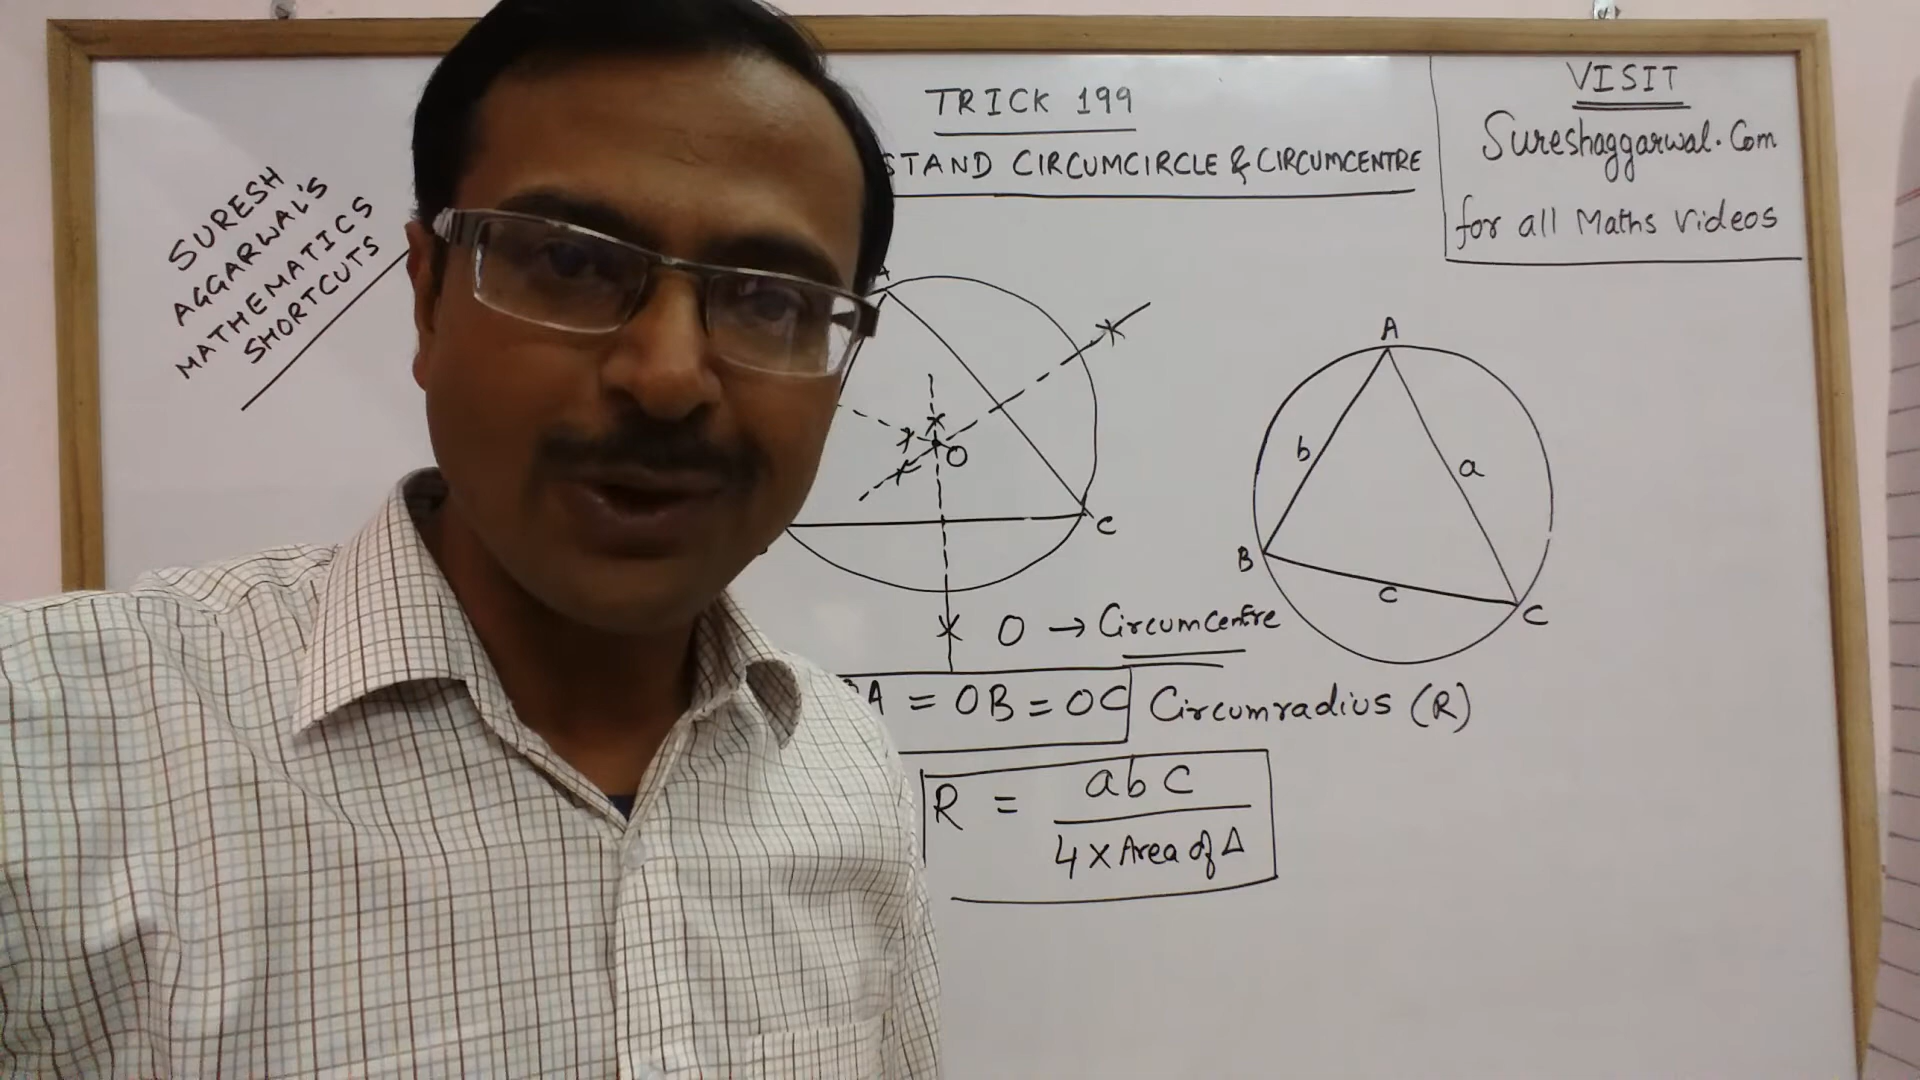 SURESH
AGGARWAL'S
MATHEMATICS
SHORTCUTS
TRICK 199
STAND CIRCUMCIRCLE & CIRCUMCENTRE
VISIT
Sureshaggarwal.Com
for all Maths Videos
A
O
C
A
b
a
B
c
C
O → Circumcentre
A = OB = OC Circumradius (R)
R = abc
4 × Area of Δ